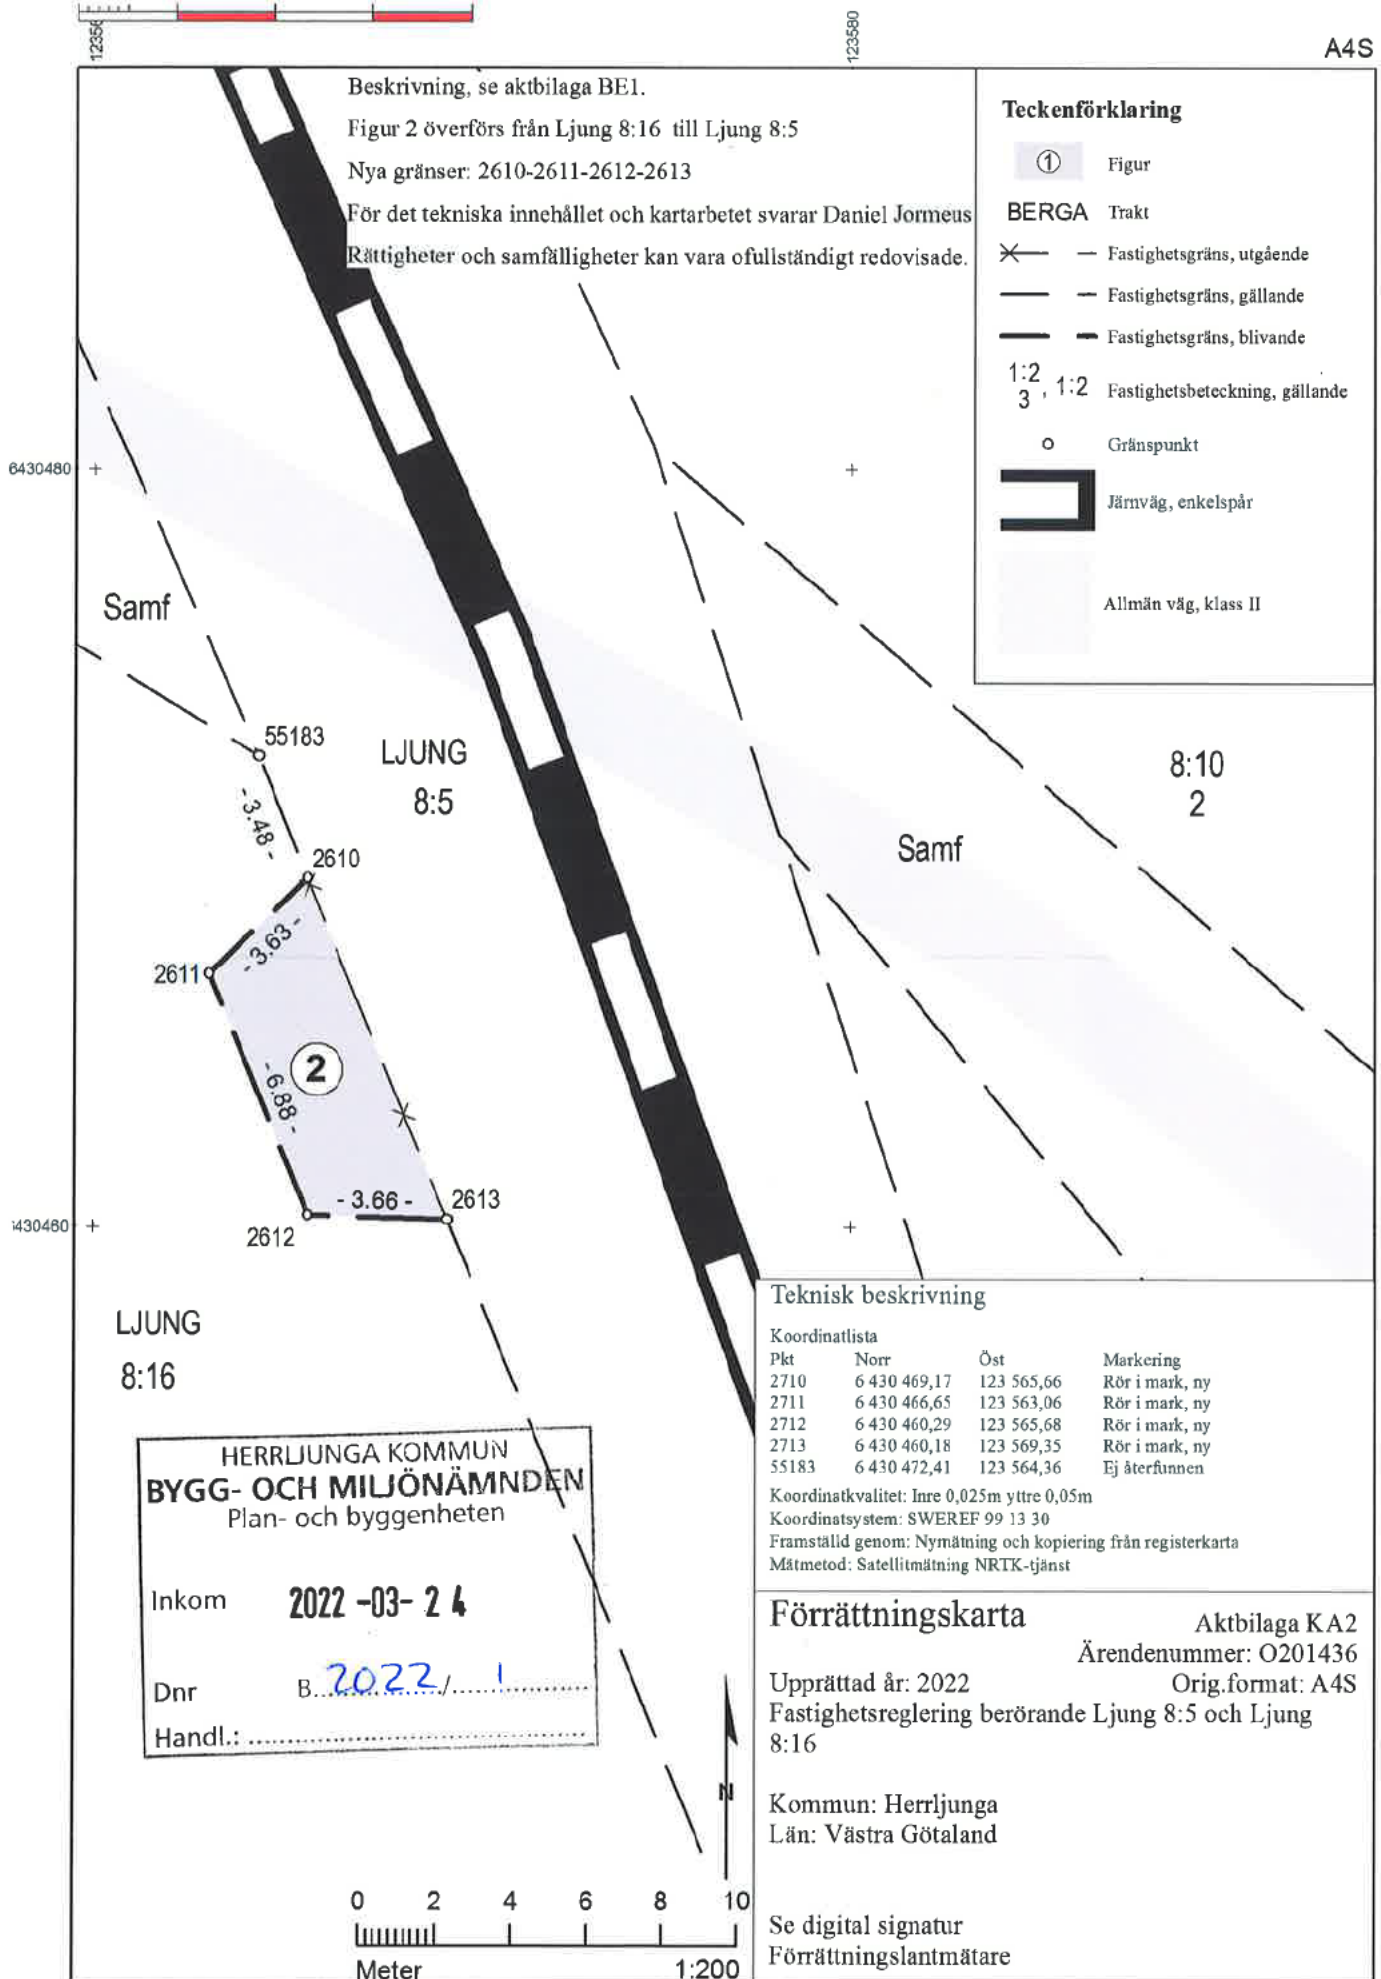 123580
A4S
Beskrivning, se aktbilaga BE1.
Figur 2 överförs från Ljung 8:16 till Ljung 8:5
Nya gränser: 2610-2611-2612-2613
För det tekniska innehållet och kartarbetet svarar Daniel Jormeus
Rättigheter och samfälligheter kan vara ofullständigt redovisade.
Teckenförklaring
1 Figur
BERGA Trakt
Fastighetsgräns, utgående
Fastighetsgräns, gällande
Fastighetsgräns, blivande
1:2
3 , 1:2 Fastighetsbeteckning, gällande
Gränspunkt
Järnväg, enkelspår
Allmän väg, klass II
6430480
Samf
55183
LJUNG
8:5
8:10
2
Samf
- 3.48 -
2610
- 3.63 -
2611
2
- 6.88 -
- 3.66 -
2613
2612
430460
LJUNG
8:16
Teknisk beskrivning
Koordinatlista
Pkt Norr Öst Markering
2710 6 430 469,17 123 565,66 Rör i mark, ny
2711 6 430 466,65 123 563,06 Rör i mark, ny
2712 6 430 460,29 123 565,68 Rör i mark, ny
2713 6 430 460,18 123 569,35 Rör i mark, ny
55183 6 430 472,41 123 564,36 Ej återfunnen
Koordinatkvalitet: Inre 0,025m yttre 0,05m
Koordinatsystem: SWEREF 99 13 30
Framställd genom: Nymätning och kopiering från registerkarta
Mätmetod: Satellitmätning NRTK-tjänst
HERRLJUNGA KOMMUN
BYGG- OCH MILJÖNÄMNDEN
Plan- och byggenheten
Inkom 2022 -03- 2 4
Dnr B. 2022 / 1
Handl.:
Förrättningskarta
Aktbilaga KA2
Ärendenummer: O201436
Upprättad år: 2022 Orig.format: A4S
Fastighetsreglering berörande Ljung 8:5 och Ljung
8:16
Kommun: Herrljunga
Län: Västra Götaland
Se digital signatur
Förrättningslantmätare
N
0 2 4 6 8 10
Meter 1:200